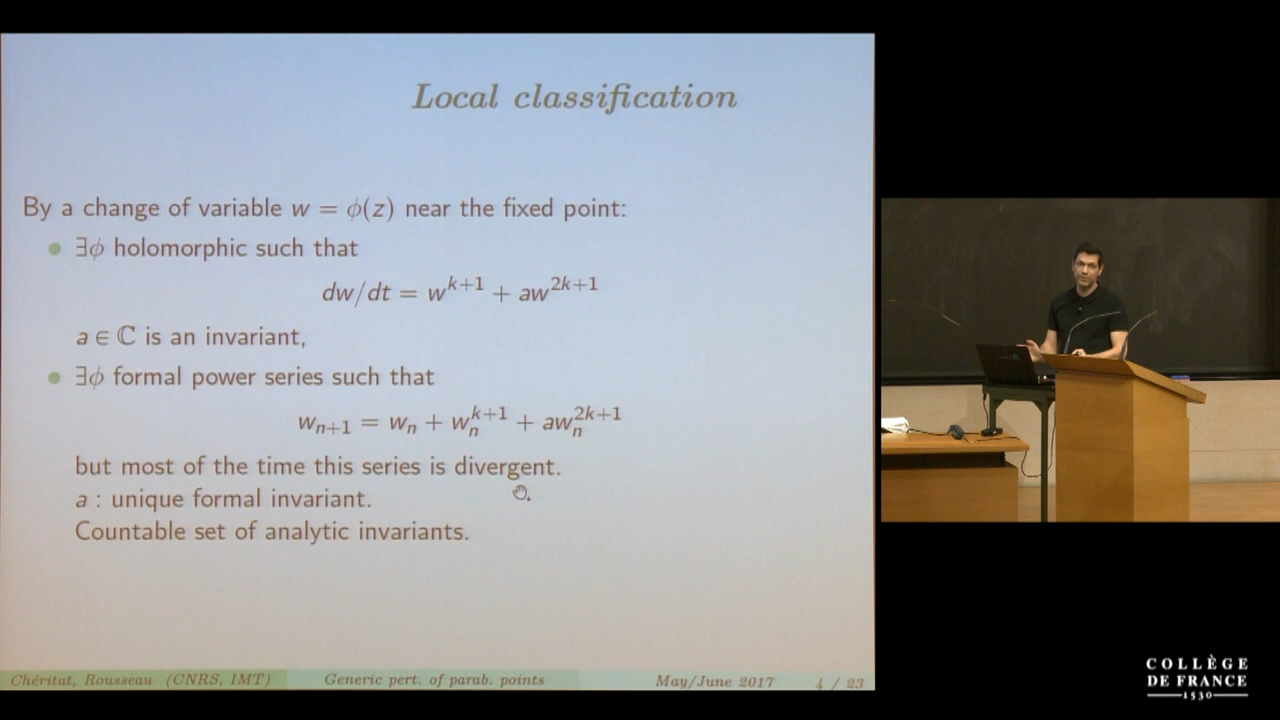 Local classification
By a change of variable w = ϕ(z) near the fixed point:
∃ϕ holomorphic such that
dw/dt = w^{k+1} + aw^{2k+1}
a ∈ ℂ is an invariant,
∃ϕ formal power series such that
w_{n+1} = w_n + w_n^{k+1} + aw_n^{2k+1}
but most of the time this series is divergent.
a : unique formal invariant.
Countable set of analytic invariants.
Chéritat, Rousseau (CNRS, IMT) Generic pert. of parab. points May/June 2017 4 / 23
COLLÈGE
DE FRANCE
1530